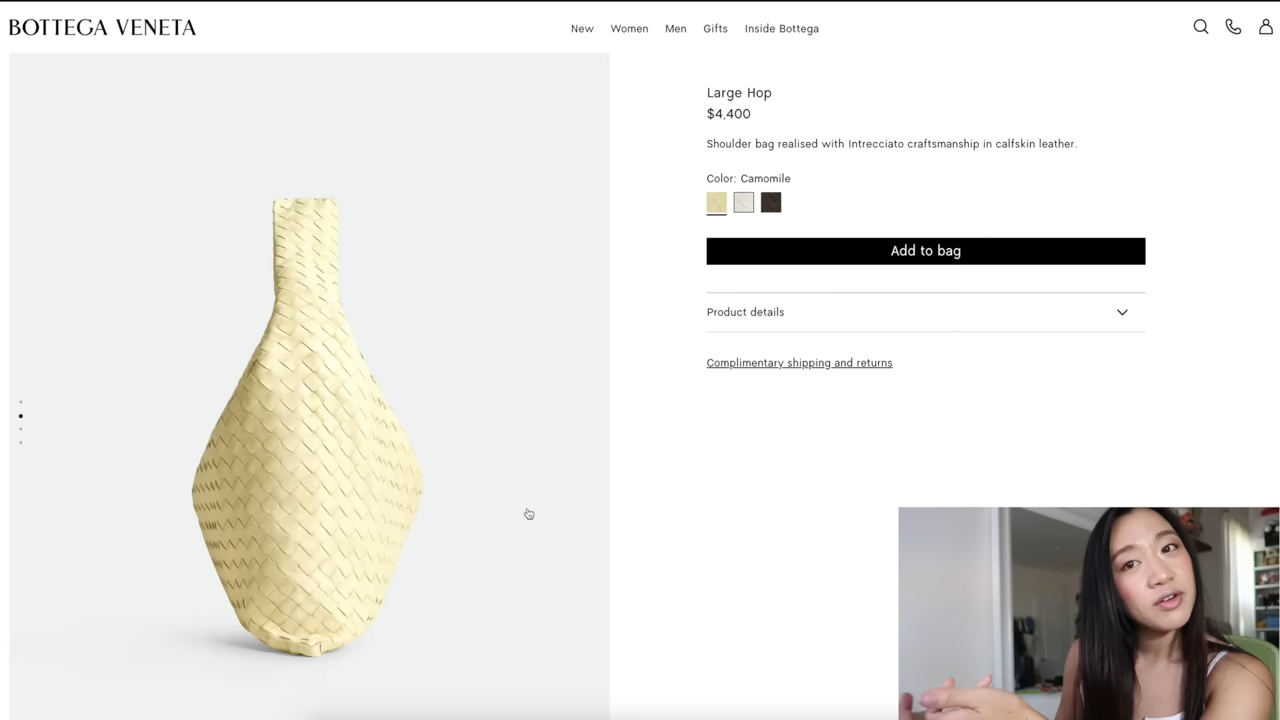 BOTTEGA VENETA
New Women Men Gifts Inside Bottega
Large Hop
$4,400
Shoulder bag realised with Intrecciato craftsmanship in calfskin leather.
Color: Camomile
Add to bag
Product details
Complimentary shipping and returns